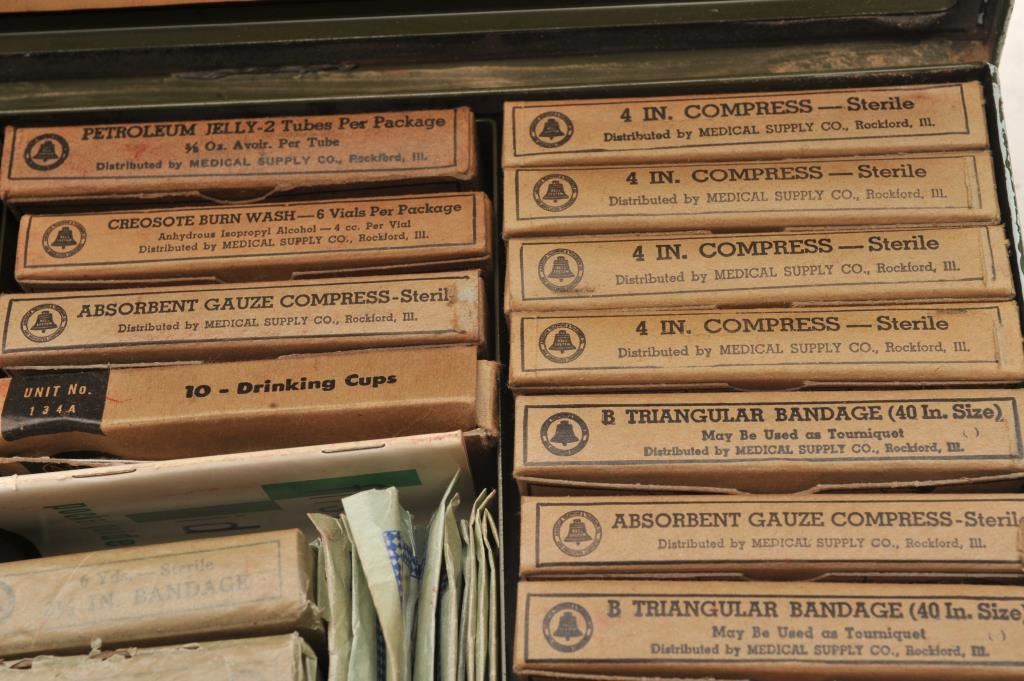 PETROLEUM JELLY-2 Tubes Per Package
Oz. Avoir. Per Tube
Distributed by MEDICAL SUPPLY CO., Rockford, Ill.
CREOSOTE BURN WASH—6 Vials Per Package
Anhydrous Isopropyl Alcohol—4 cc. Per Vial
Distributed by MEDICAL SUPPLY CO., Rockford, Ill.
ABSORBENT GAUZE COMPRESS-Steril
Distributed by MEDICAL SUPPLY CO., Rockford, Ill.
UNIT No.
134A
10 - Drinking Cups
6 Yds.—Sterile
IN. BANDAGE
4 IN. COMPRESS—Sterile
Distributed by MEDICAL SUPPLY CO., Rockford, Ill.
4 IN. COMPRESS—Sterile
Distributed by MEDICAL SUPPLY CO., Rockford, Ill.
4 IN. COMPRESS—Sterile
Distributed by MEDICAL SUPPLY CO., Rockford, Ill.
4 IN. COMPRESS—Sterile
Distributed by MEDICAL SUPPLY CO., Rockford, Ill.
B TRIANGULAR BANDAGE (40 In. Size)
May Be Used as Tourniquet ( )
Distributed by MEDICAL SUPPLY CO., Rockford, Ill.
ABSORBENT GAUZE COMPRESS-Steril
Distributed by MEDICAL SUPPLY CO., Rockford, Ill.
B TRIANGULAR BANDAGE (40 In. Size)
May Be Used as Tourniquet ( )
Distributed by MEDICAL SUPPLY CO., Rockford, Ill.